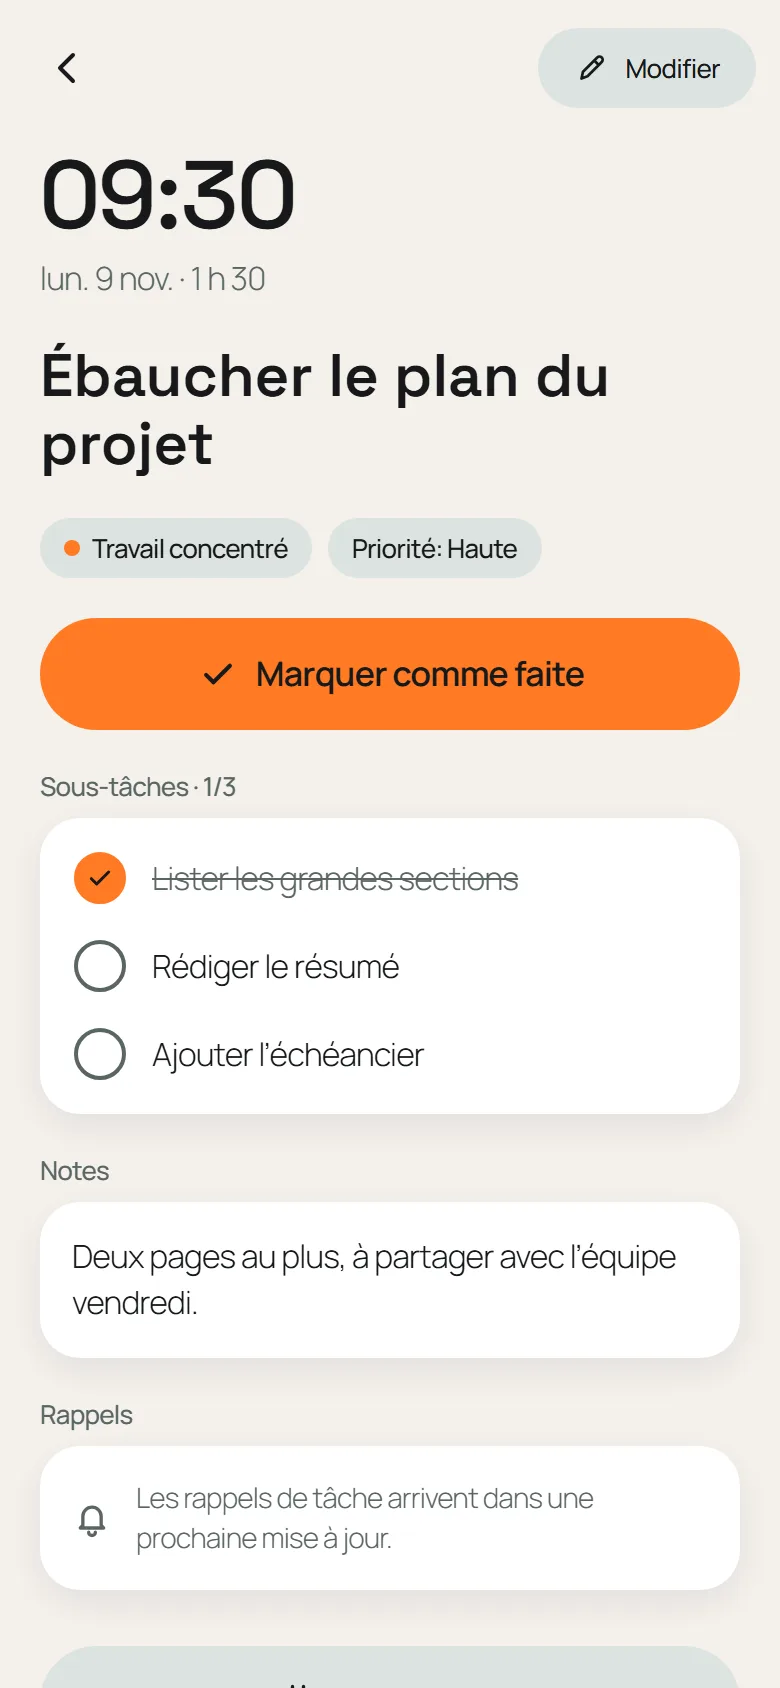 Modifier
09:30
lun. 9 nov. · 1 h 30
Ébaucher le plan du
projet
Travail concentré
Priorité: Haute
Marquer comme faite
Sous-tâches · 1/3
Lister les grandes sections
Rédiger le résumé
Ajouter l’échéancier
Notes
Deux pages au plus, à partager avec l’équipe
vendredi.
Rappels
Les rappels de tâche arrivent dans une
prochaine mise à jour.